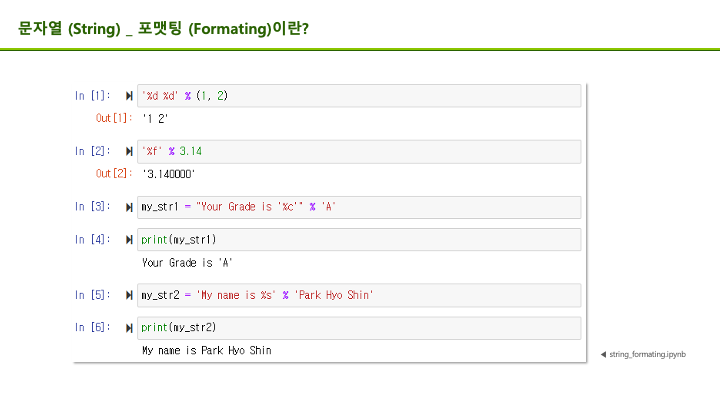 문자열 (String) _ 포맷팅 (Formating)이란?
In [1]: '%d %d' % (1, 2)
Out[1]: '1 2'
In [2]: '%f' % 3.14
Out[2]: '3.140000'
In [3]: my_str1 = "Your Grade is '%c'" % 'A'
In [4]: print(my_str1)
Your Grade is 'A'
In [5]: my_str2 = 'My name is %s' % 'Park Hyo Shin'
In [6]: print(my_str2)
My name is Park Hyo Shin
◀ string_formating.ipynb